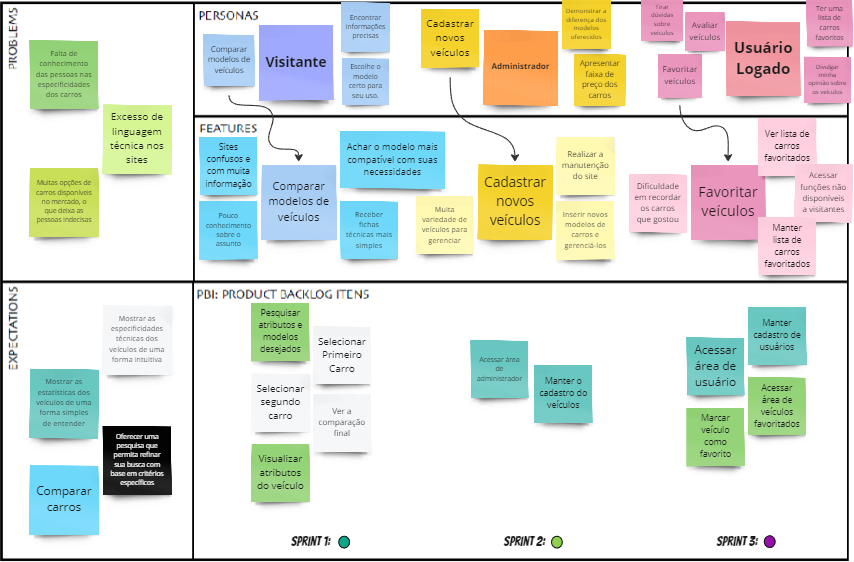 PROBLEMS
Falta de
conhecimento
das pessoas nas
especificidades
dos carros
Excesso de
linguagem
técnica nos
sites
Muitas opções de
carros disponíveis
no mercado, o
que deixa as
pessoas indecisas
PERSONAS
Comparar
modelos de
veículos
Visitante
Encontrar
informações
precisas
Escolhe o
modelo
certo para
seu uso.
Cadastrar
novos
veículos
Administrador
Demonstrar a
diferença dos
modelos
oferecidos
Apresentar
faixa de
preço dos
carros
Tirar
dúvidas
sobre
veículos
Avaliar
veículos
Favoritar
veículos
Usuário
Logado
Ter uma
lista de
carros
favoritos
Divulgar
minha
opinião sobre
os veículos
FEATURES
Sites
confusos e
com muita
informação
Pouco
conhecimento
sobre o
assunto
Comparar
modelos de
veículos
Achar o modelo mais
compatível com suas
necessidades
Receber
fichas
técnicas mais
simples
Muita
variedade de
veículos para
gerenciar
Cadastrar
novos
veículos
Realizar a
manutenção
do site
Inserir novos
modelos de
carros e
gerenciá-los
Dificuldade
em recordar
os carros
que gostou
Favoritar
veículos
Ver lista de
carros
favoritados
Acessar
funções não
disponíveis
a visitantes
Manter
lista de
carros
favoritados
EXPECTATIONS
Mostrar as
especificidades
técnicas dos
veículos de uma
forma intuitiva
Mostrar as
estatísticas dos
veículos de uma
forma simples
de entender
Oferecer uma
pesquisa que
permita refinar
sua busca com
base em critérios
específicos
Comparar
carros
PBI: PRODUCT BACKLOG ITENS
Pesquisar
atributos e
modelos
desejados
Selecionar
Primeiro
Carro
Selecionar
segundo
carro
Ver a
comparação
final
Visualizar
atributos
do veículo
Acessar área
de
administrador
Manter o
cadastro do
veículos
Acessar
área de
usuário
Manter
cadastro de
usuários
Marcar
veículo
como
favorito
Acessar
área de
veículos
favoritados
SPRINT 1:
SPRINT 2:
SPRINT 3: